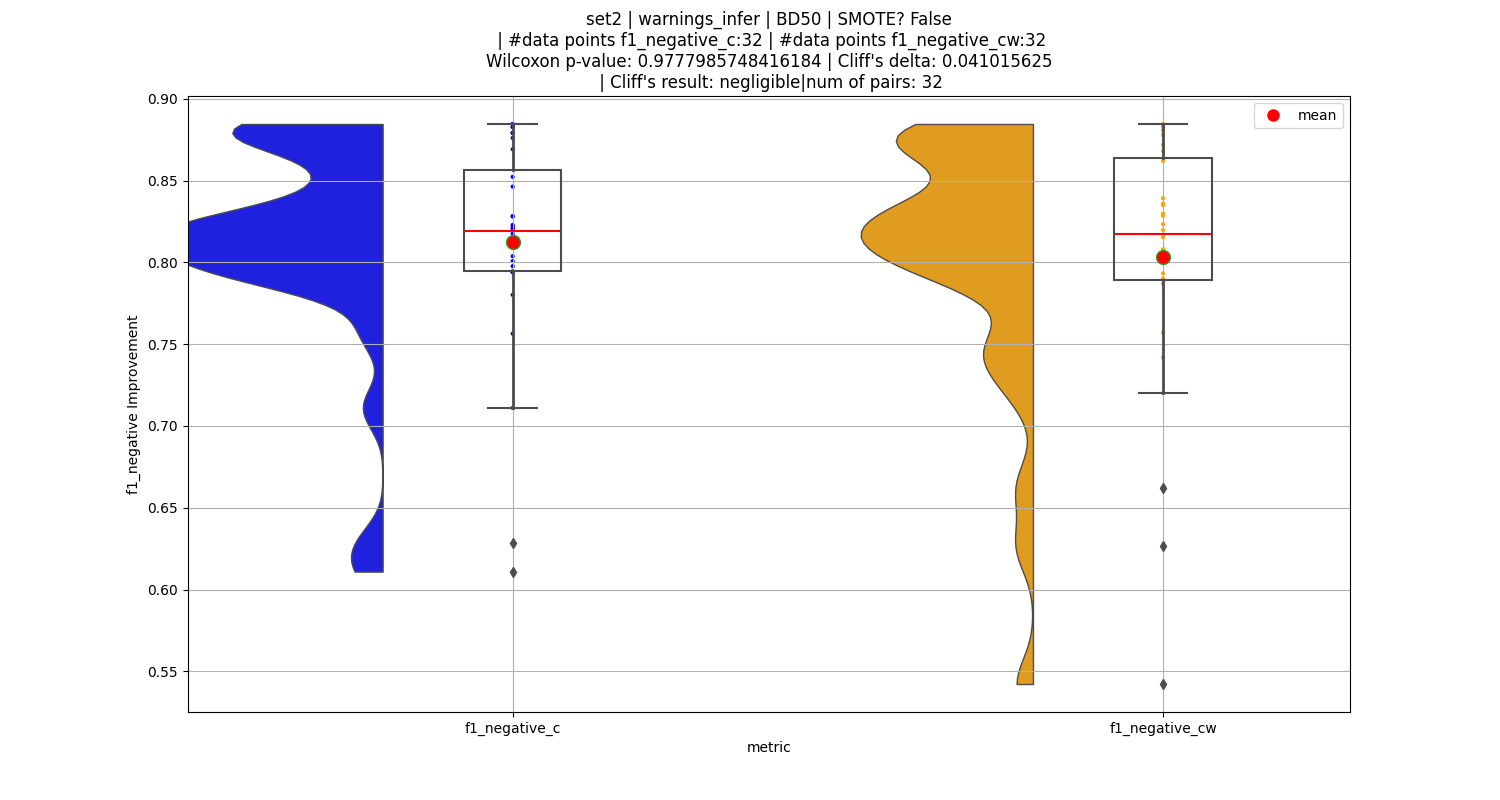 set2 | warnings_infer | BD50 | SMOTE? False
| #data points f1_negative_c:32 | #data points f1_negative_cw:32
Wilcoxon p-value: 0.9777985748416184 | Cliff's delta: 0.041015625
| Cliff's result: negligible|num of pairs: 32
mean
f1_negative Improvement
0.90
0.85
0.80
0.75
0.70
0.65
0.60
0.55
f1_negative_c
f1_negative_cw
metric